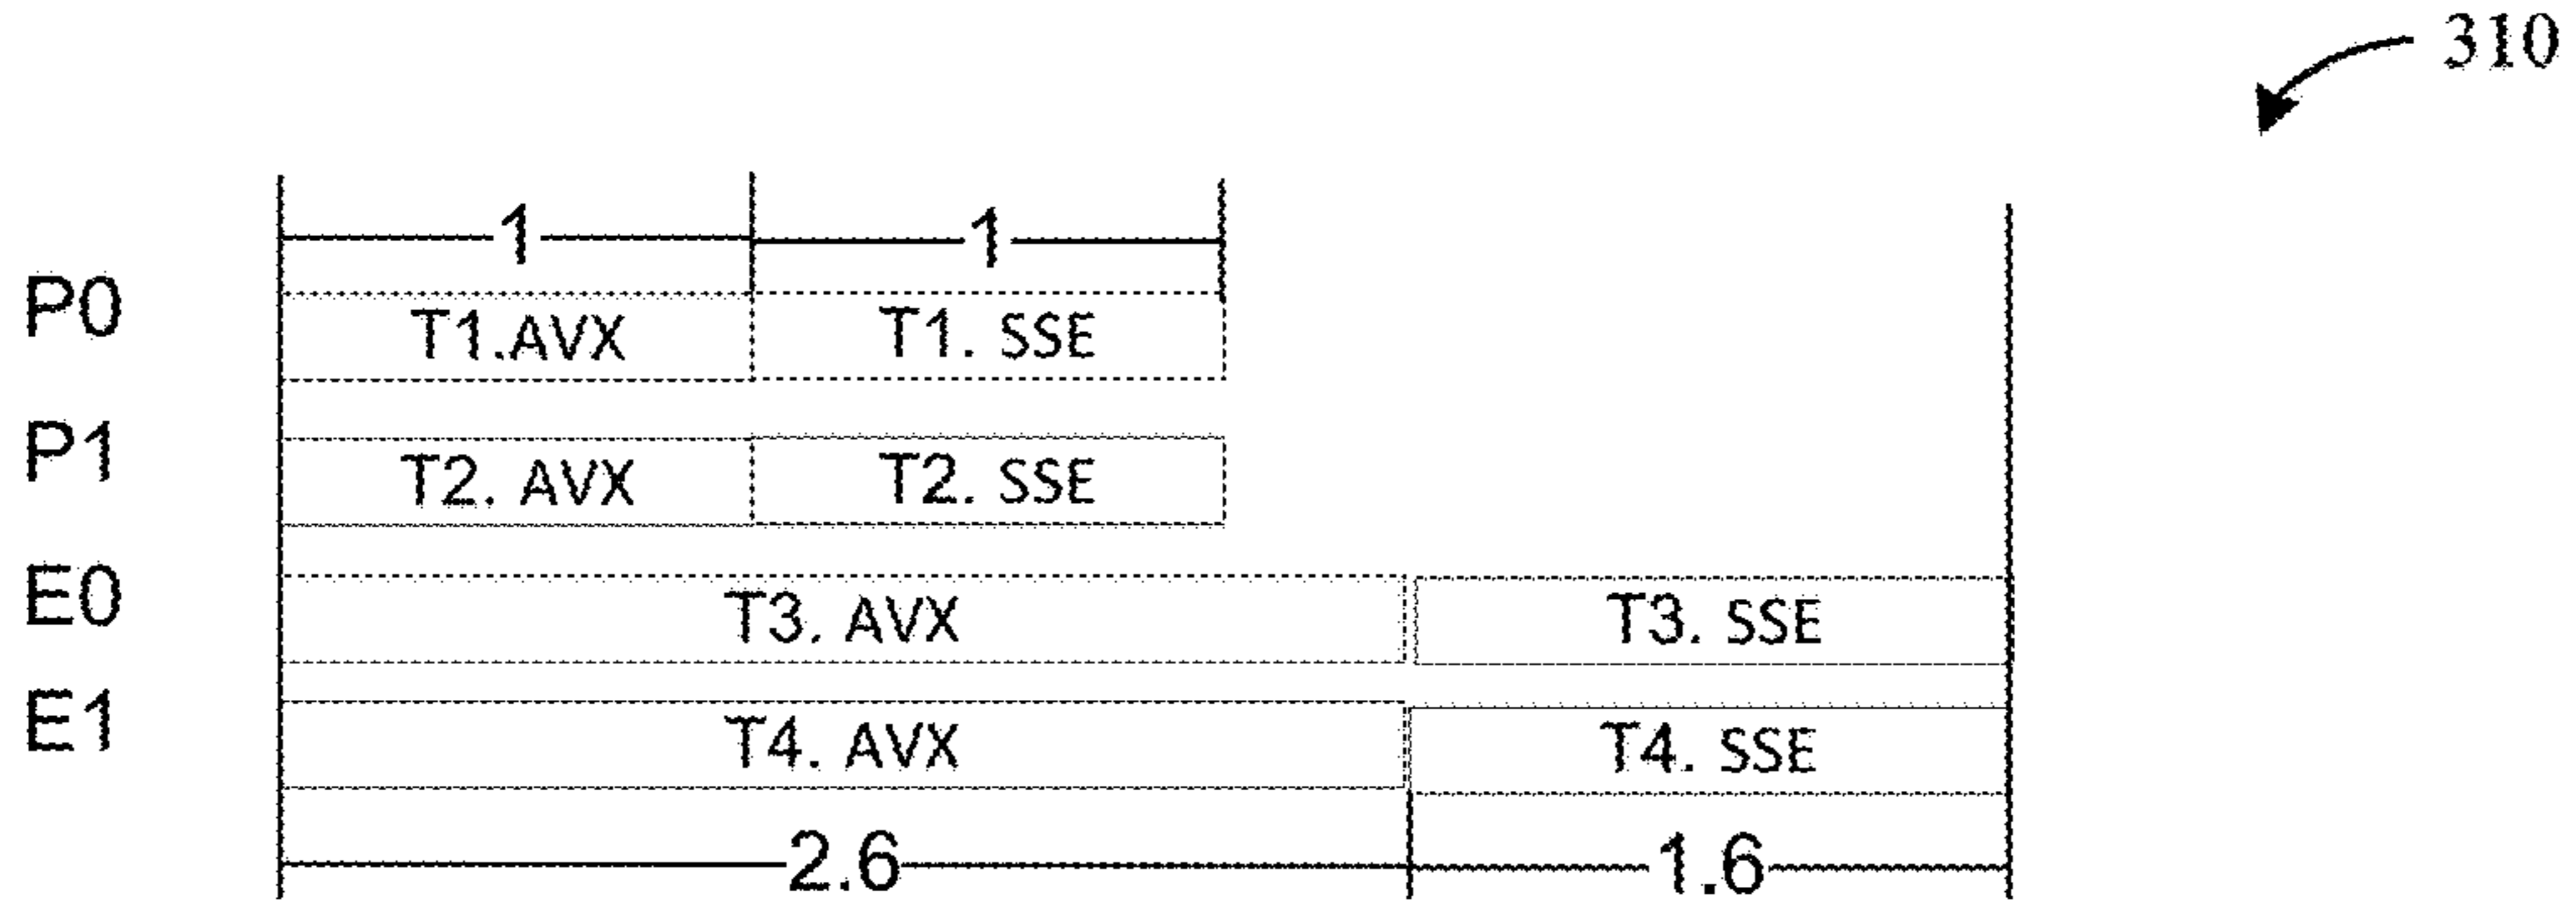 310
1 1
P0 T1.AVX T1. SSE
P1 T2. AVX T2. SSE
E0 T3. AVX T3. SSE
E1 T4. AVX T4. SSE
2.6 1.6